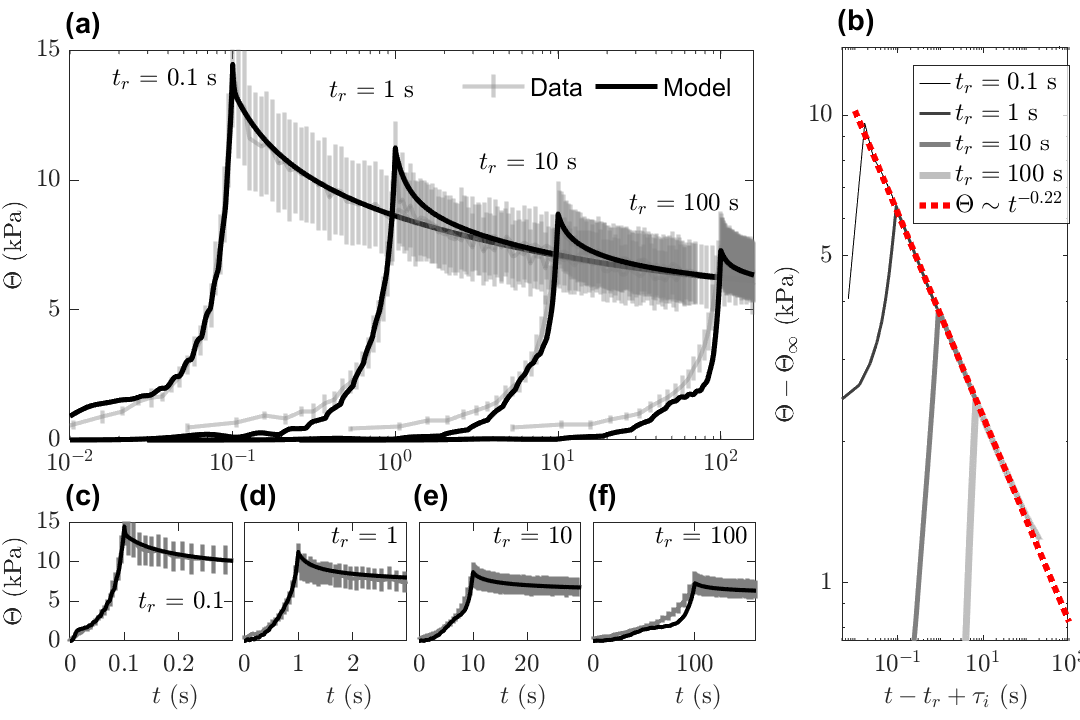 (a)
15
10
5
0
Θ (kPa)
t_r = 0.1 s
t_r = 1 s
t_r = 10 s
t_r = 100 s
Data
Model
10^{-2}
10^{-1}
10^0
10^1
10^2
(b)
10
5
1
Θ − Θ_∞ (kPa)
t_r = 0.1 s
t_r = 1 s
t_r = 10 s
t_r = 100 s
Θ ∼ t^{-0.22}
10^{-1}
10^1
10^3
t − t_r + τ_i (s)
(c)
15
10
5
0
Θ (kPa)
t_r = 0.1
0
0.1
0.2
t (s)
(d)
t_r = 1
0
1
2
t (s)
(e)
t_r = 10
0
10
20
t (s)
(f)
t_r = 100
0
100
t (s)